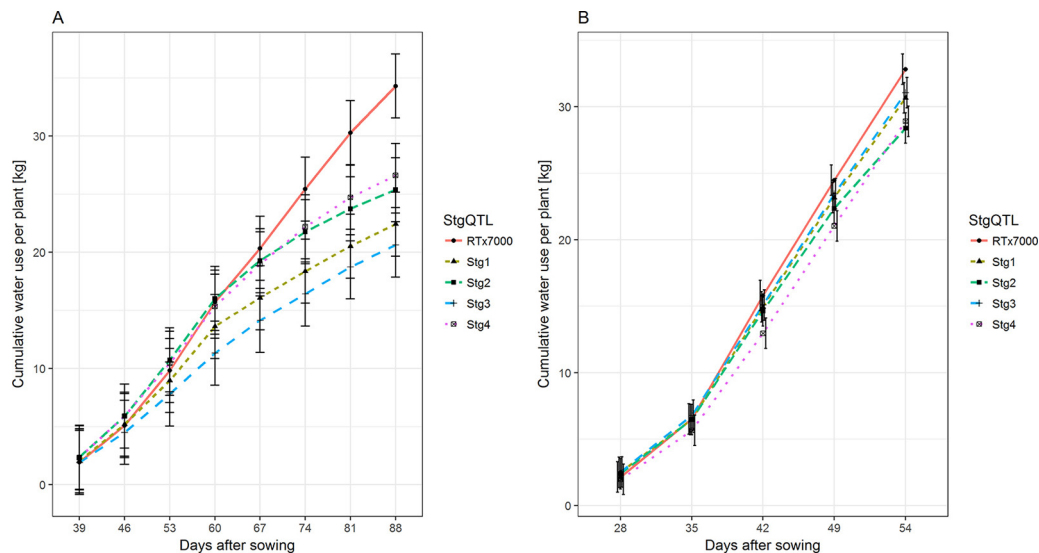 A
Cumulative water use per plant [kg]
30
20
10
0
39 46 53 60 67 74 81 88
Days after sowing
StgQTL
RTx7000
Stg1
Stg2
Stg3
Stg4
B
Cumulative water use per plant [kg]
30
20
10
0
28 35 42 49 54
Days after sowing
StgQTL
RTx7000
Stg1
Stg2
Stg3
Stg4